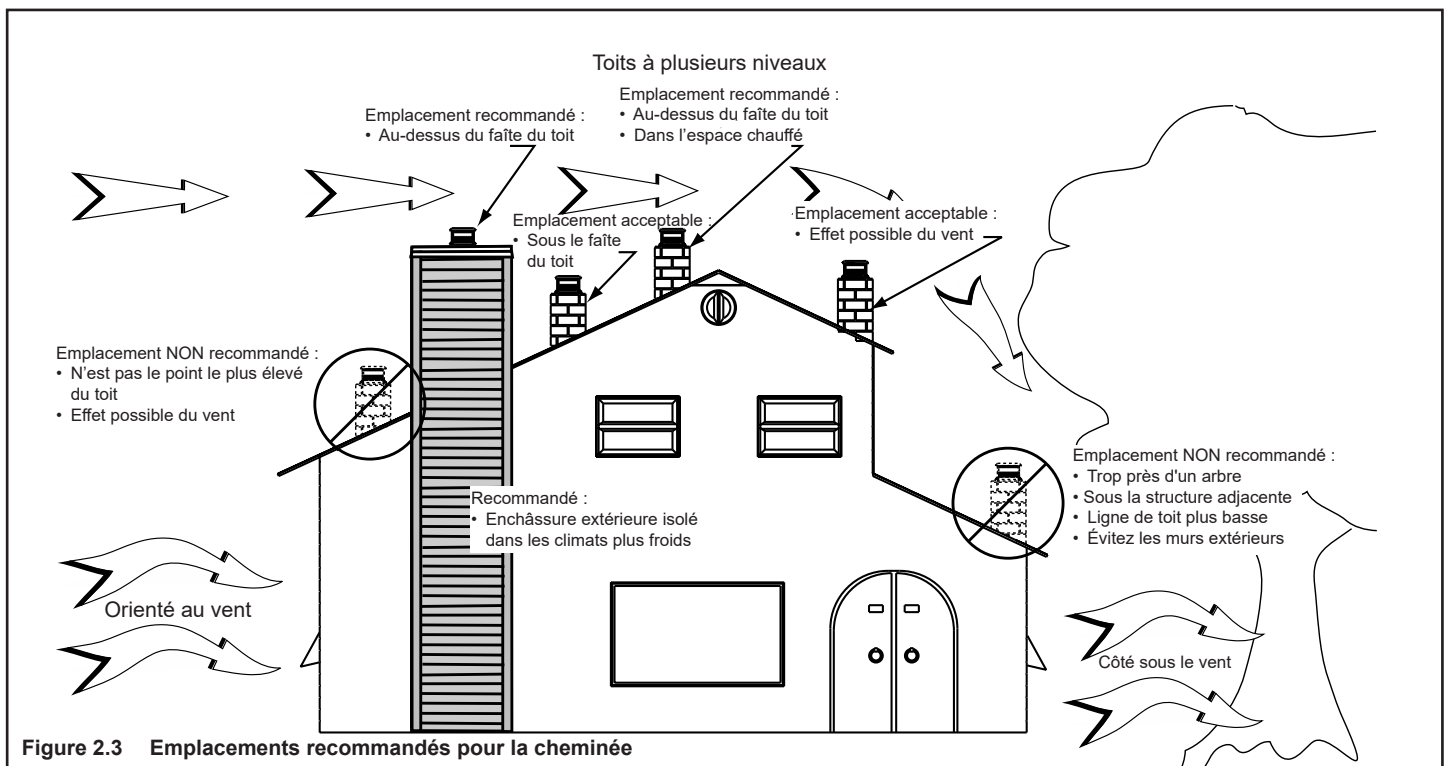 Toits à plusieurs niveaux
Emplacement recommandé :
• Au-dessus du faîte du toit
Emplacement recommandé :
• Au-dessus du faîte du toit
• Dans l'espace chauffé
Emplacement acceptable :
• Sous le faîte
du toit
Emplacement acceptable :
• Effet possible du vent
Emplacement NON recommandé :
• N'est pas le point le plus élevé
du toit
• Effet possible du vent
Emplacement NON recommandé :
• Trop près d'un arbre
• Sous la structure adjacente
• Ligne de toit plus basse
• Évitez les murs extérieurs
Recommandé :
• Enchâssure extérieure isolé
dans les climats plus froids
Orienté au vent
Côté sous le vent
Figure 2.3 Emplacements recommandés pour la cheminée